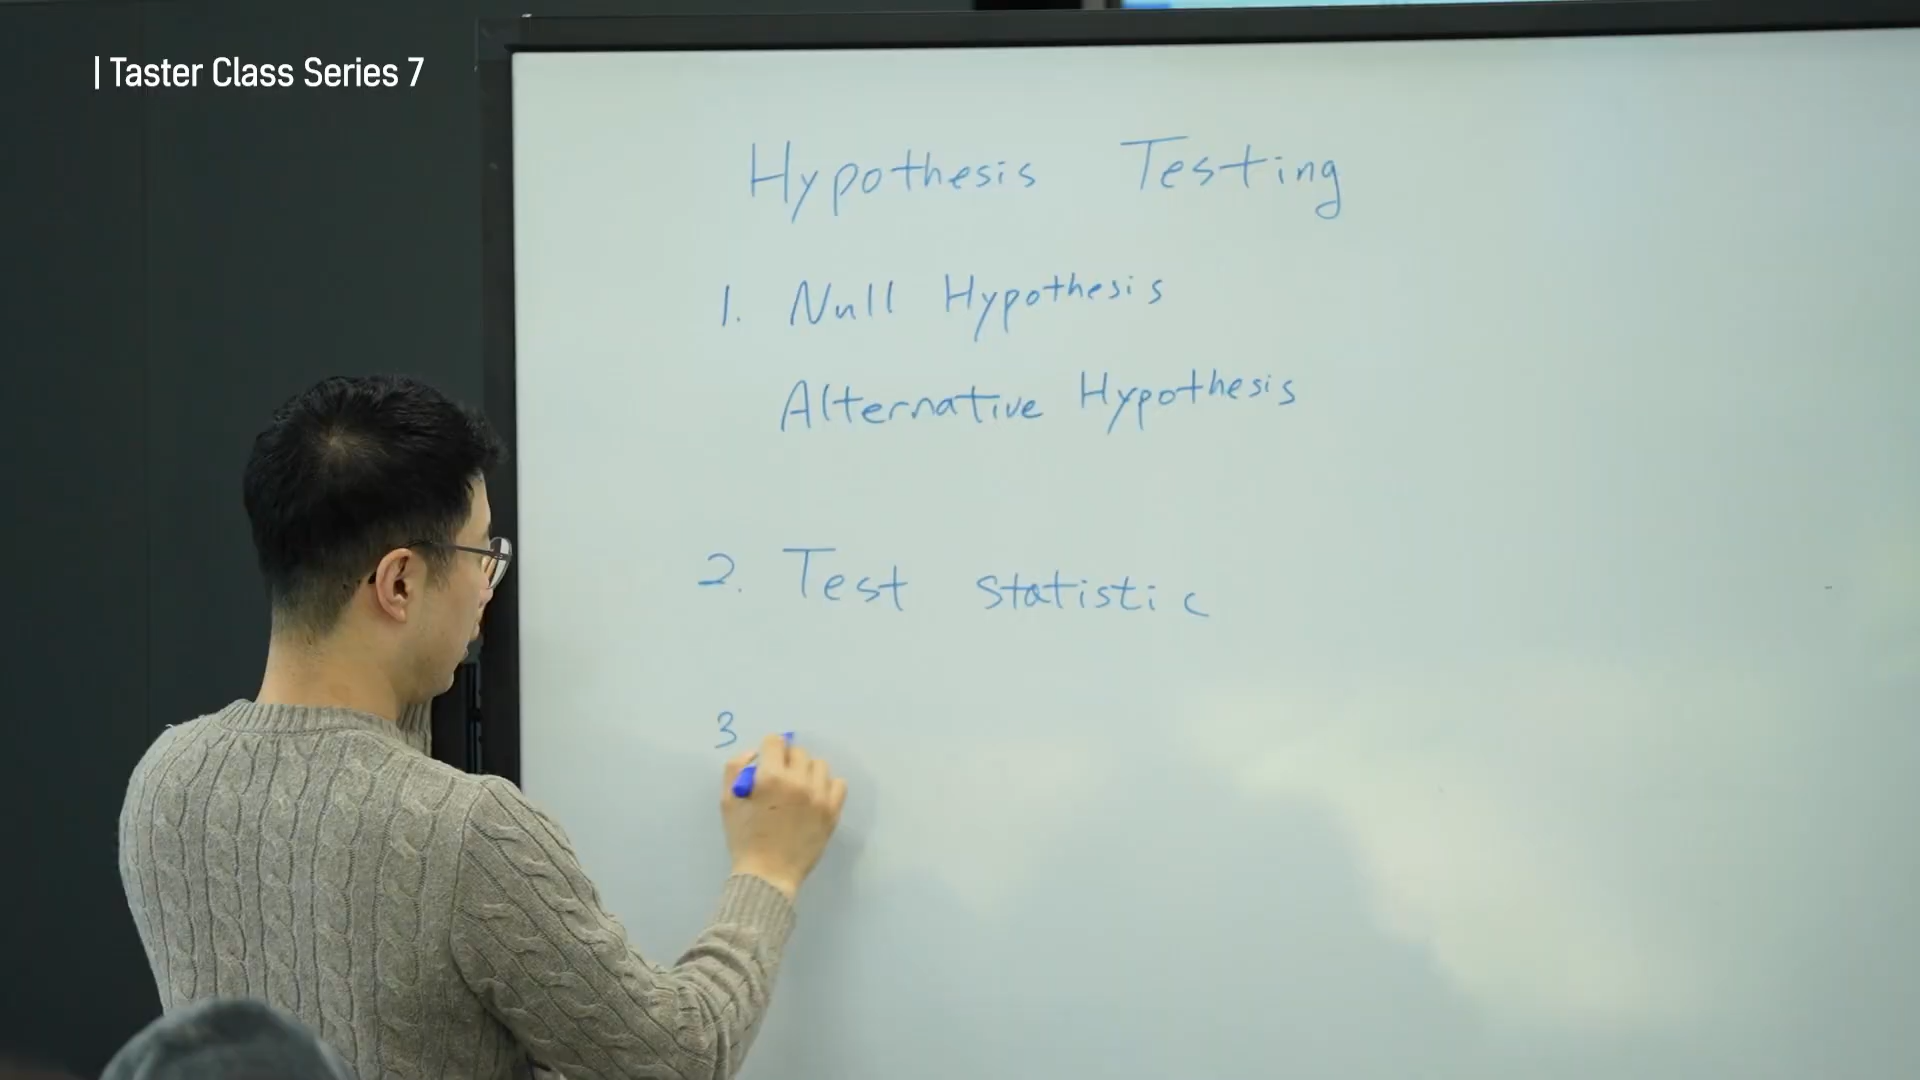 | Taster Class Series 7
Hypothesis Testing
1. Null Hypothesis
Alternative Hypothesis
2. Test statistic
3